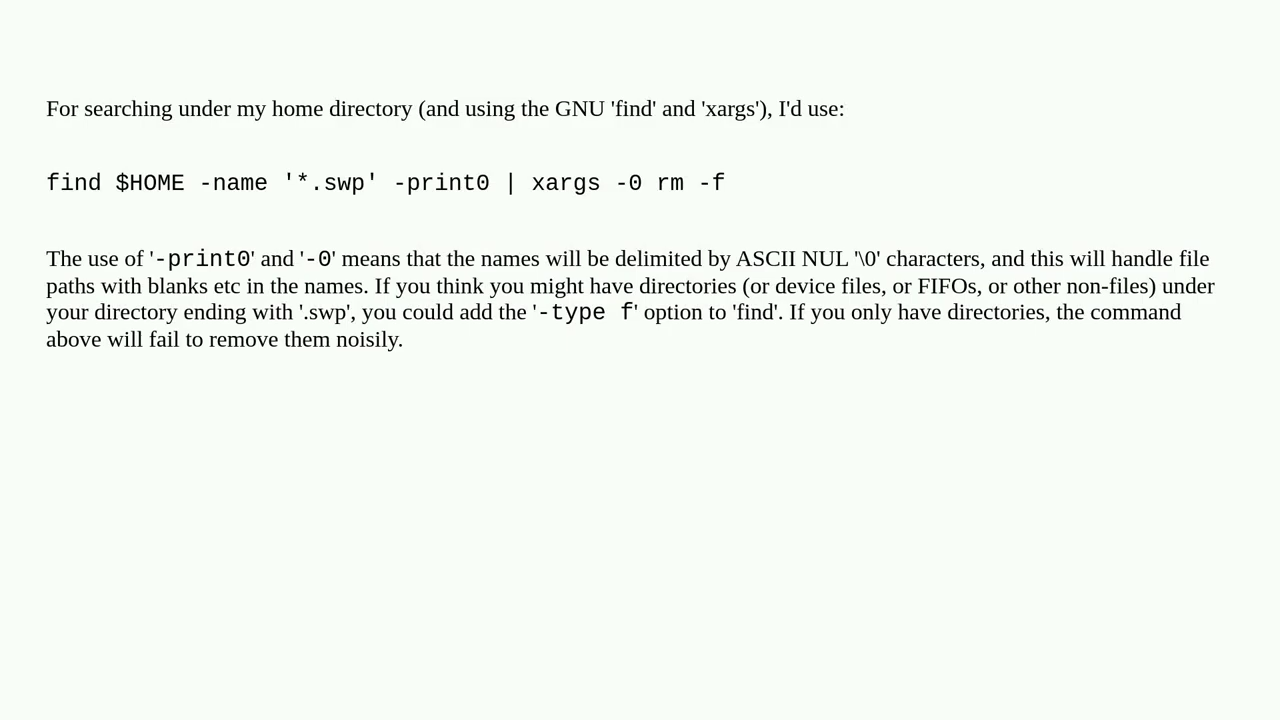 For searching under my home directory (and using the GNU 'find' and 'xargs'), I'd use:
find $HOME -name '*.swp' -print0 | xargs -0 rm -f
The use of '-print0' and '-0' means that the names will be delimited by ASCII NUL '\0' characters, and this will handle file
paths with blanks etc in the names. If you think you might have directories (or device files, or FIFOs, or other non-files) under
your directory ending with '.swp', you could add the '-type f' option to 'find'. If you only have directories, the command
above will fail to remove them noisily.